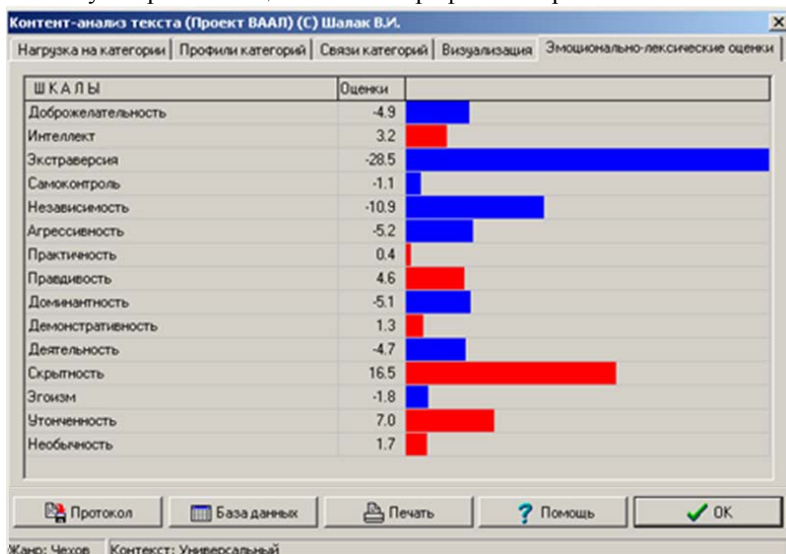 Контент-анализ текста (Проект ВААЛ) (С) Шалак В.И.
Нагрузка на категории Профили категорий Связи категорий Визуализация Эмоционально-лексические оценки
ШКАЛЫ Оценки
Доброжелательность -4.9
Интеллект 3.2
Экстраверсия -28.5
Самоконтроль -1.1
Независимость -10.9
Агрессивность -5.2
Практичность 0.4
Правдивость 4.6
Доминантность -5.1
Демонстративность 1.3
Деятельность -4.7
Скрытность 16.5
Эгоизм -1.8
Утонченность 7.0
Необычность 1.7
Протокол База данных Печать Помощь OK
Жанр: Чехов Контекст: Универсальный